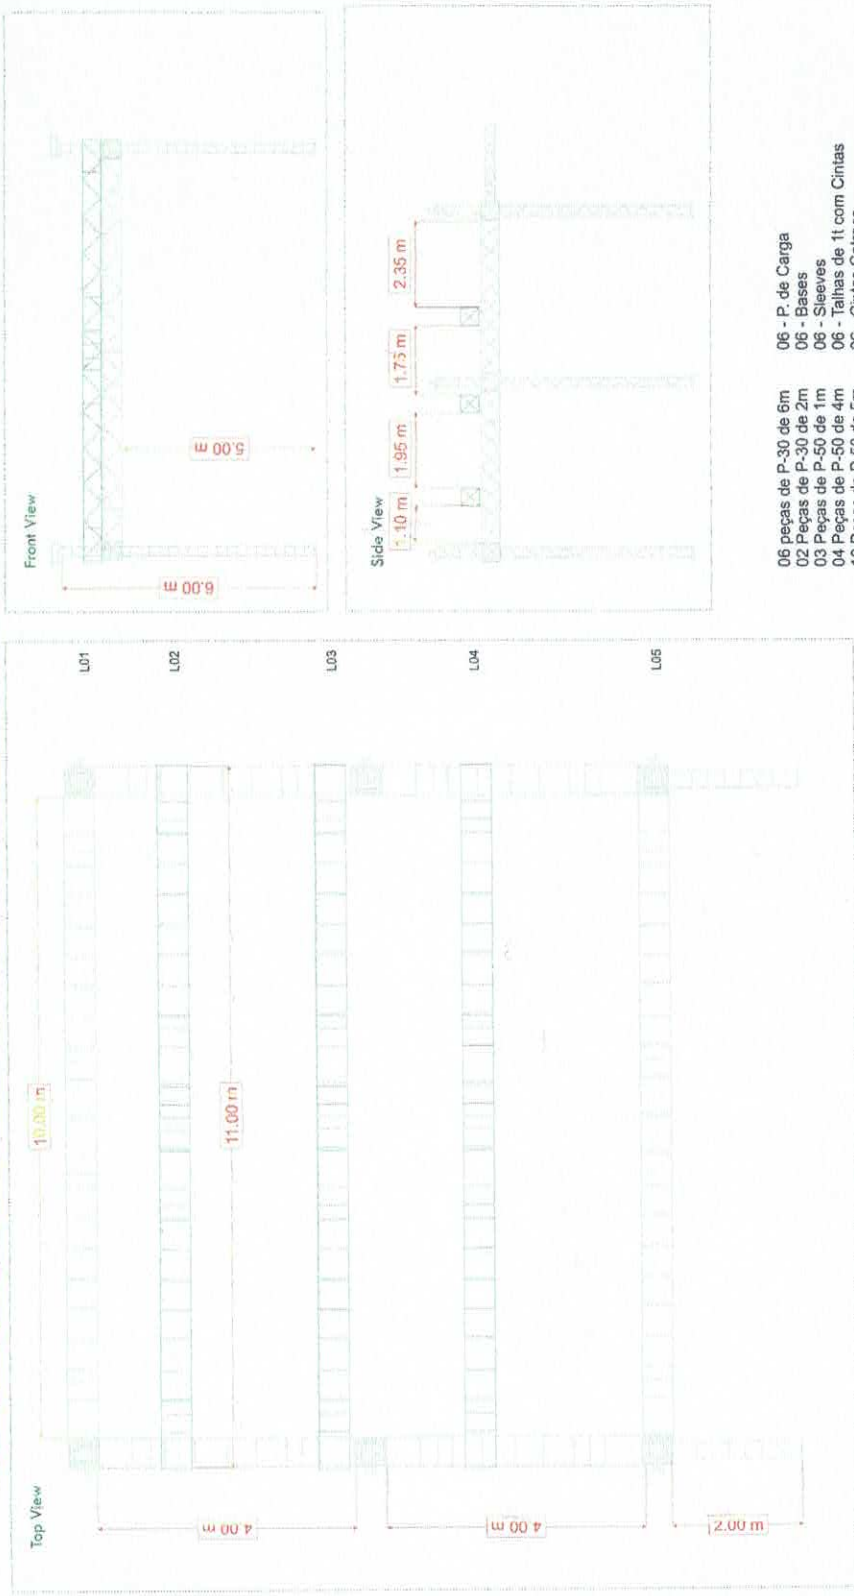 Top View
10.00 m
11.00 m
4.00 m
4.00 m
2.00 m
L01
L02
L03
L04
L05
Front View
6.00 m
5.00 m
Side View
1.10 m
1.95 m
1.75 m
2.35 m
06 peças de P-30 de 6m
02 Peças de P-30 de 2m
03 Peças de P-50 de 1m
04 Peças de P-50 de 4m
06 - P. de Carga
06 - Bases
06 - Sleeves
06 - Talhas de 1t com Cintas